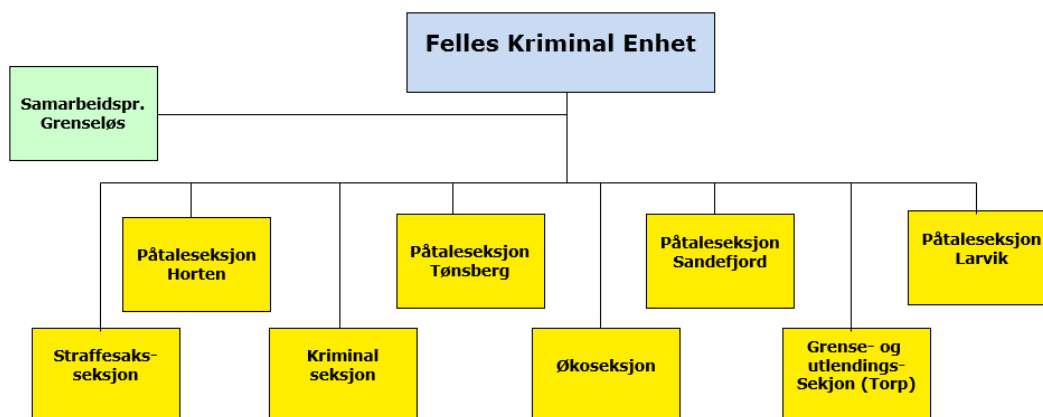 Felles Kriminal Enhet
Samarbeidspr.
Grenseløs
Påtaleseksjon
Horten
Påtaleseksjon
Tønsberg
Påtaleseksjon
Sandefjord
Påtaleseksjon
Larvik
Straffesaks-
seksjon
Kriminal
seksjon
Økoseksjon
Grense- og
utlendings-
Sekjon (Torp)